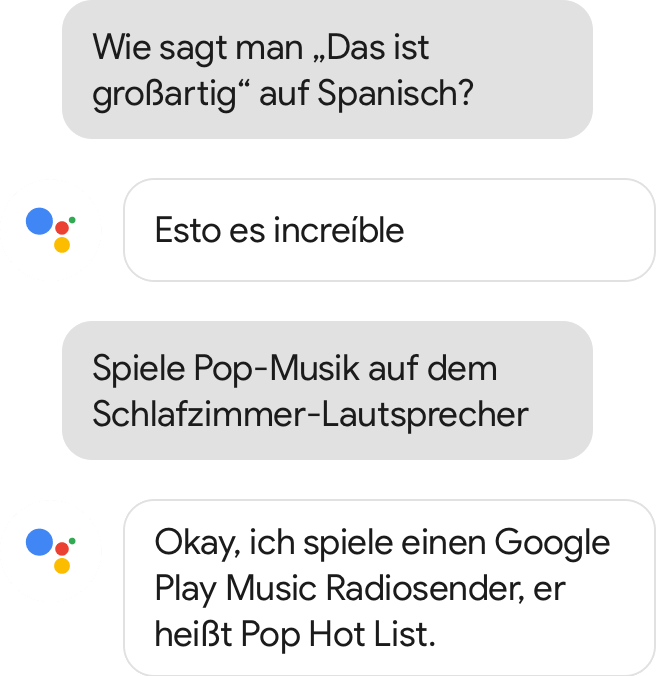 Wie sagt man „Das ist
großartig“ auf Spanisch?
Esto es increíble
Spiele Pop-Musik auf dem
Schlafzimmer-Lautsprecher
Okay, ich spiele einen Google
Play Music Radiosender, er
heißt Pop Hot List.